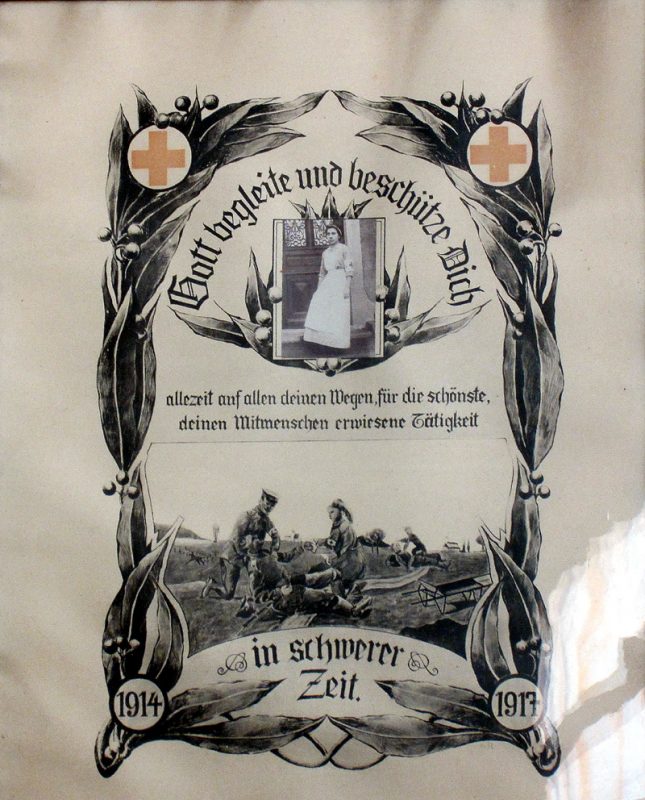 Gott begleite und beschütze Dich
allezeit auf allen deinen Wegen, für die schönste,
deinen Mitmenschen erwiesene Tätigkeit
in schwerer
Zeit.
1914
1917